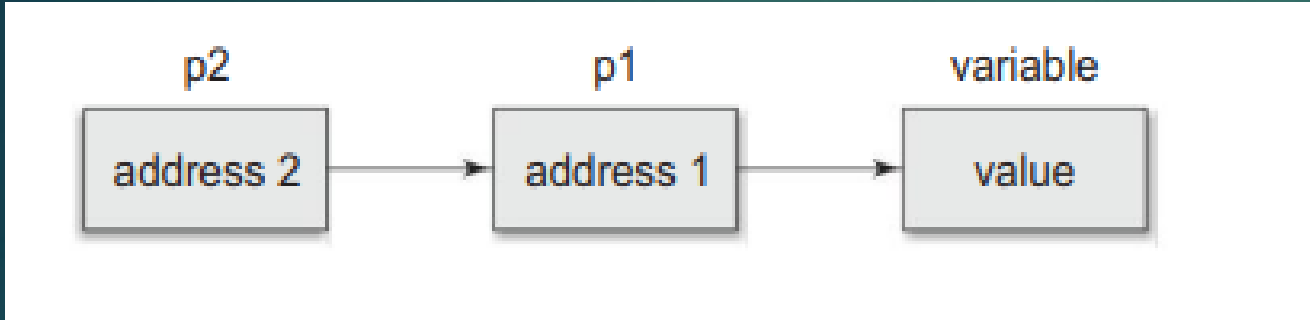 p2 p1 variable
address 2 address 1 value